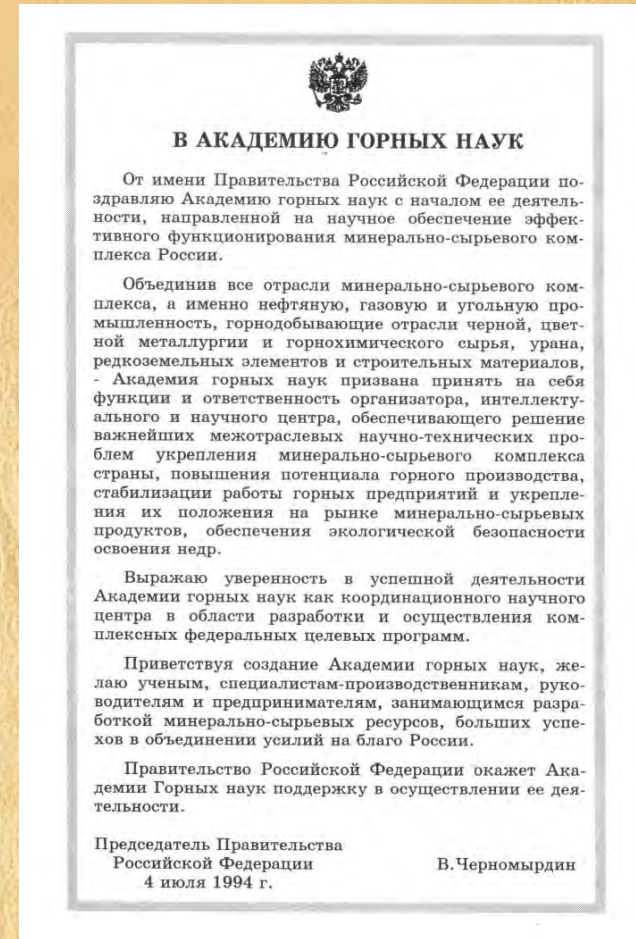 В АКАДЕМИЮ ГОРНЫХ НАУК
От имени Правительства Российской Федерации по-
здравляю Академию горных наук с началом ее деятель-
ности, направленной на научное обеспечение эффек-
тивного функционирования минерально-сырьевого ком-
плекса России.
Объединив все отрасли минерально-сырьевого ком-
плекса, а именно нефтяную, газовую и угольную про-
мышленность, горнодобывающие отрасли черной, цвет-
ной металлургии и горнохимического сырья, урана,
редкоземельных элементов и строительных материалов,
- Академия горных наук призвана принять на себя
функции и ответственность организатора, интеллекту-
ального и научного центра, обеспечивающего решение
важнейших межотраслевых научно-технических про-
блем укрепления минерально-сырьевого комплекса
страны, повышения потенциала горного производства,
стабилизации работы горных предприятий и укрепле-
ния их положения на рынке минерально-сырьевых
продуктов, обеспечения экологической безопасности
освоения недр.
Выражаю уверенность в успешной деятельности
Академии горных наук как координационного научного
центра в области разработки и осуществления ком-
плексных федеральных целевых программ.
Приветствуя создание Академии горных наук, же-
лаю ученым, специалистам-производственникам, руко-
водителям и предпринимателям, занимающимся разра-
боткой минерально-сырьевых ресурсов, больших успе-
хов в объединении усилий на благо России.
Правительство Российской Федерации окажет Ака-
демии Горных наук поддержку в осуществлении ее дея-
тельности.
Председатель Правительства
Российской Федерации В.Черномырдин
4 июля 1994 г.